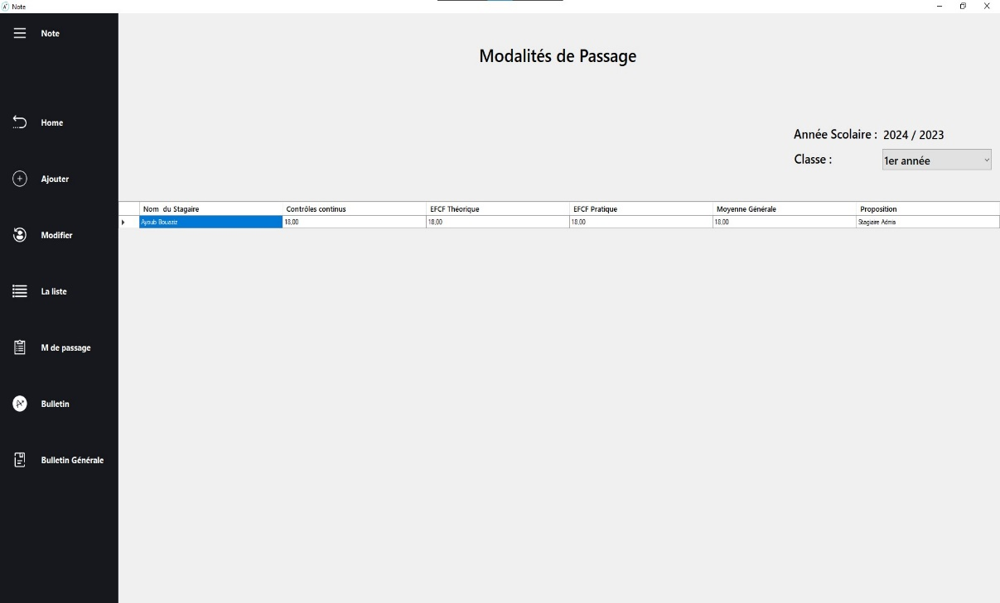 Note
Note
Home
Ajouter
Modifier
La liste
M de passage
Bulletin
Bulletin Générale
Modalités de Passage
Année Scolaire : 2024 / 2023
Classe : 1er année
Nom du Stagaire Contrôles continus EFCF Théorique EFCF Pratique Moyenne Générale Proposition
Ayoub Bouaziz 18,00 18,00 18,00 18,00 Stagiaire Admis